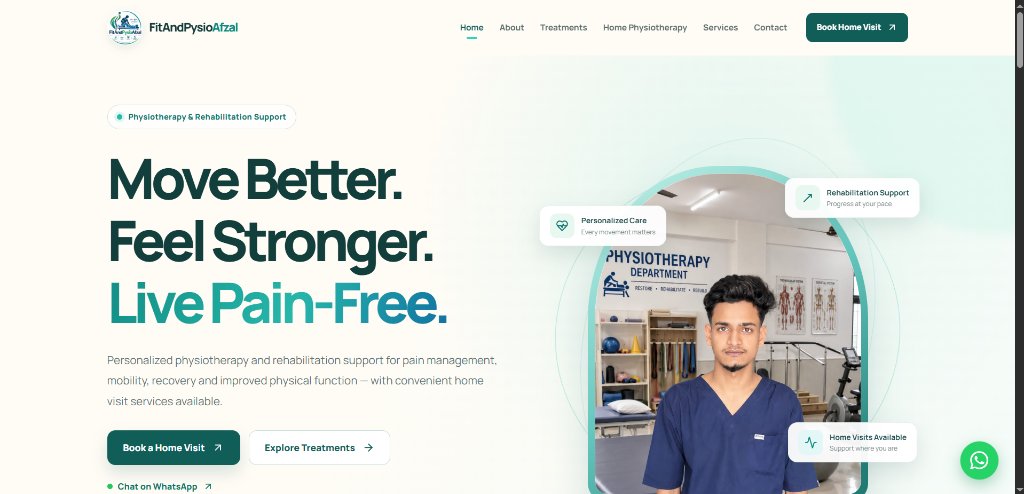 FitAndPysioAfzal
Home
About
Treatments
Home Physiotherapy
Services
Contact
Book Home Visit
Physiotherapy & Rehabilitation Support
Move Better.
Feel Stronger.
Live Pain-Free.
Personalized physiotherapy and rehabilitation support for pain management,
mobility, recovery and improved physical function — with convenient home
visit services available.
Book a Home Visit
Explore Treatments
Chat on WhatsApp
Personalized Care
Every movement matters
Rehabilitation Support
Progress at your pace
PHYSIOTHERAPY
DEPARTMENT
RESTORE • REHABILITATE • REBUILD
Home Visits Available
Support where you are